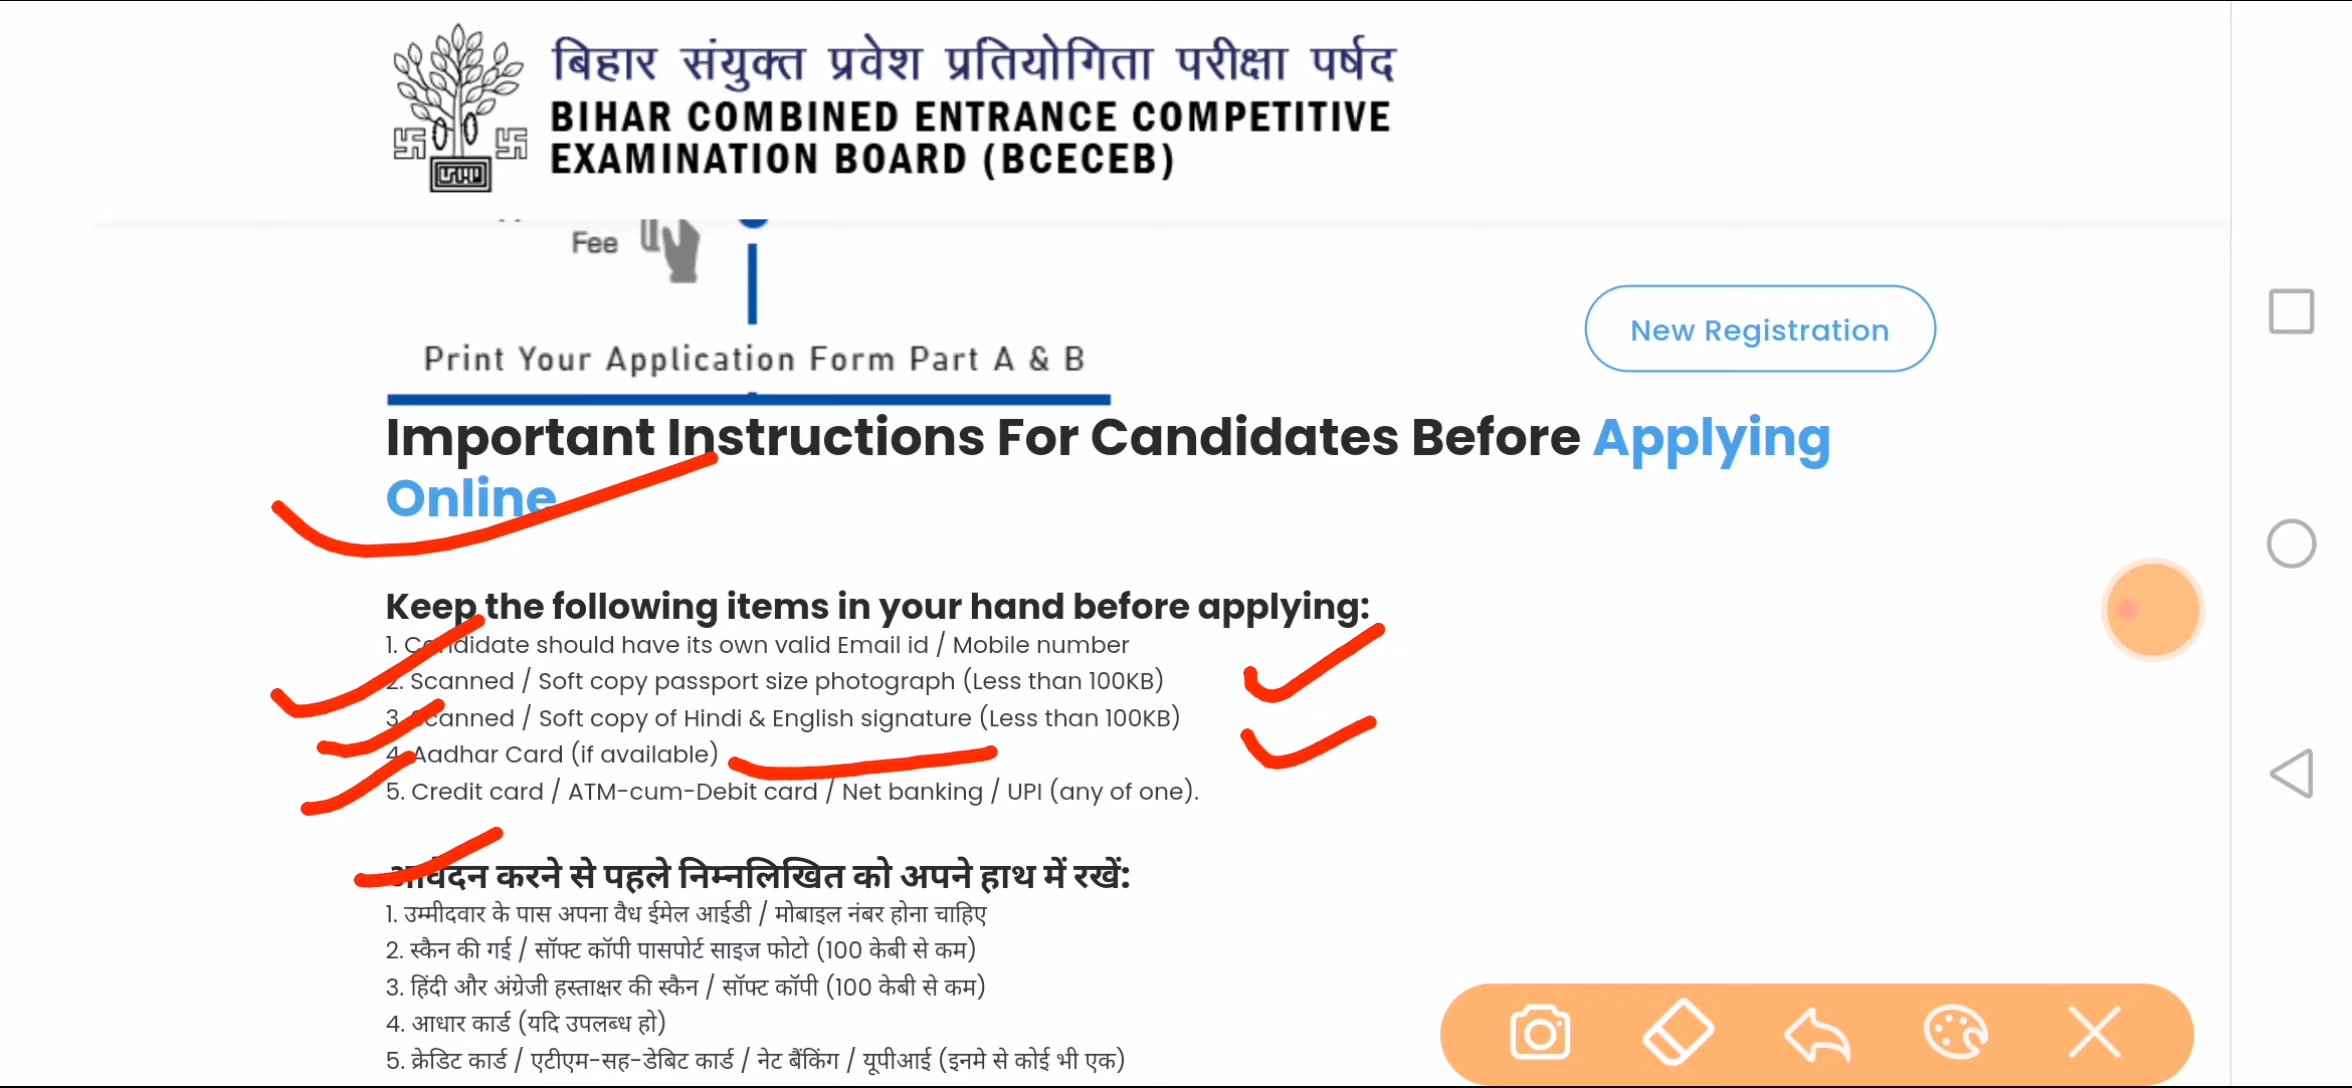 बिहार संयुक्त प्रवेश प्रतियोगिता परीक्षा पर्षद
BIHAR COMBINED ENTRANCE COMPETITIVE
EXAMINATION BOARD (BCECEB)
Fee
New Registration
Print Your Application Form Part A & B
Important Instructions For Candidates Before Applying
Online
Keep the following items in your hand before applying:
1. Candidate should have its own valid Email id / Mobile number
2. Scanned / Soft copy passport size photograph (Less than 100KB)
3. Scanned / Soft copy of Hindi & English signature (Less than 100KB)
4. Aadhar Card (if available)
5. Credit card / ATM-cum-Debit card / Net banking / UPI (any of one).
आवेदन करने से पहले निम्नलिखित को अपने हाथ में रखें:
1. उम्मीदवार के पास अपना वैध ईमेल आईडी / मोबाइल नंबर होना चाहिए
2. स्कैन की गई / सॉफ्ट कॉपी पासपोर्ट साइज फोटो (100 केबी से कम)
3. हिंदी और अंग्रेजी हस्ताक्षर की स्कैन / सॉफ्ट कॉपी (100 केबी से कम)
4. आधार कार्ड (यदि उपलब्ध हो)
5. क्रेडिट कार्ड / एटीएम-सह-डेबिट कार्ड / नेट बैंकिंग / यूपीआई (इनमे से कोई भी एक)